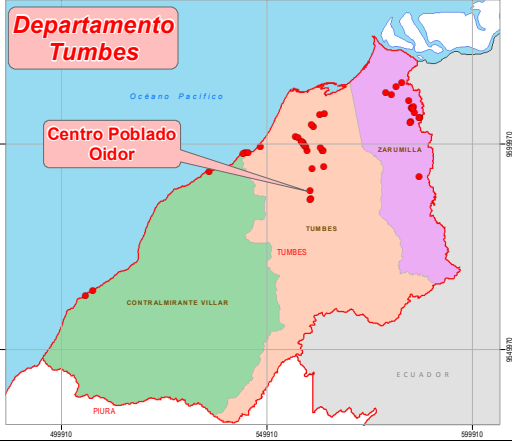 Departamento
Tumbes
Océano Pacífico
Centro Poblado
Oidor
ZARUMILLA
TUMBES
TUMBES
CONTRALMIRANTE VILLAR
ECUADOR
PIURA
9599970
9549970
499910
549910
599910